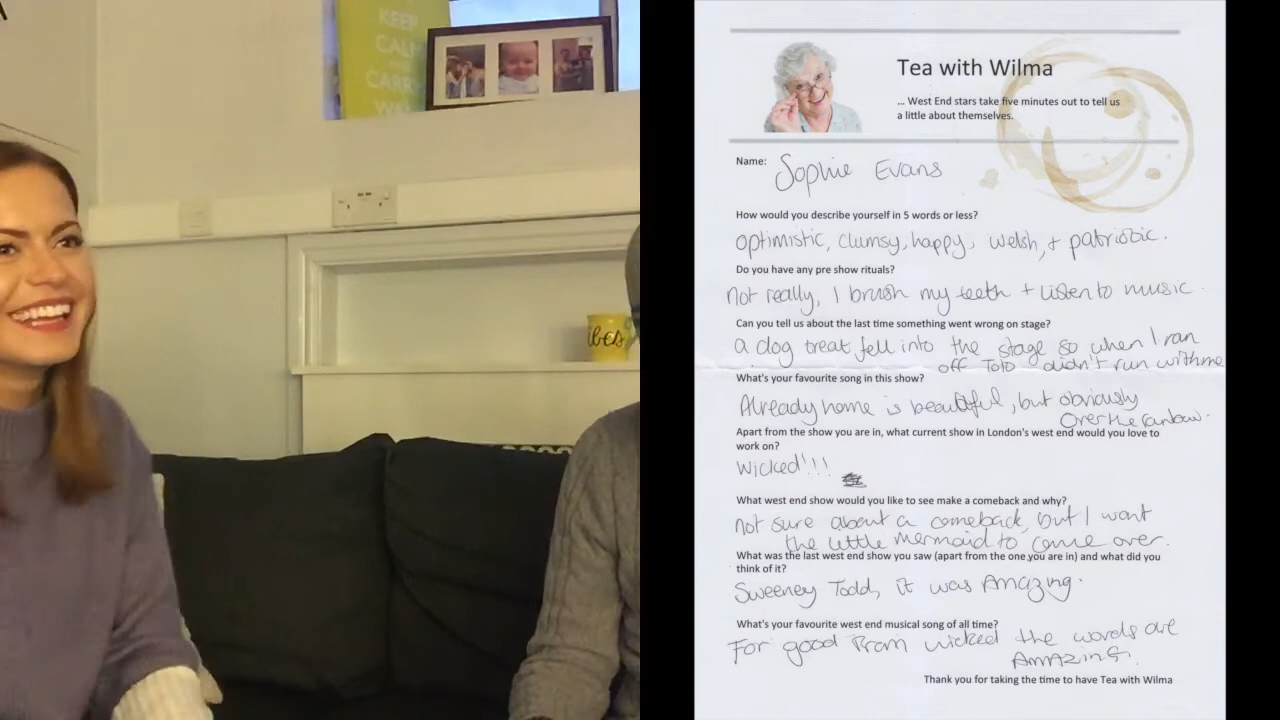 KEEP
CALM
AND
CARRY
ibes
Tea with Wilma
... West End stars take five minutes out to tell us
a little about themselves.
Name: Sophie Evans
How would you describe yourself in 5 words or less?
optimistic, clumsy, happy, welsh, + patriotic.
Do you have any pre show rituals?
Not really, I brush my teeth + listen to music.
Can you tell us about the last time something went wrong on stage?
a dog treat fell into the stage so when I ran
off Toto didn't run with me
What's your favourite song in this show?
Already home is beautiful, but obviously
Over the rainbow.
Apart from the show you are in, what current show in London's west end would you love to
work on?
Wicked!!!
What west end show would you like to see make a comeback and why?
not sure about a comeback, but I want
the little mermaid to come over.
What was the last west end show you saw (apart from the one you are in) and what did you
think of it?
Sweeney Todd, it was Amazing.
What's your favourite west end musical song of all time?
For good from wicked the words are
AMAZING.
Thank you for taking the time to have Tea with Wilma